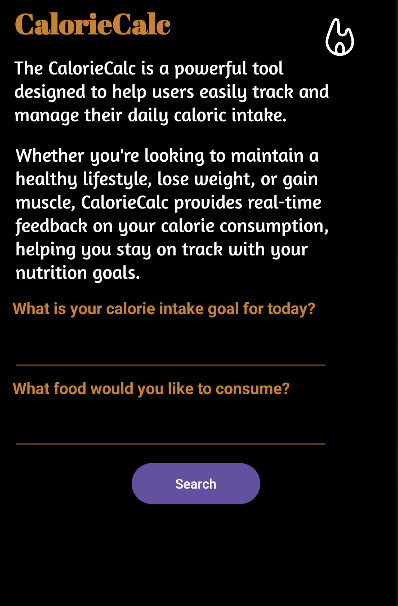 CalorieCalc
The CalorieCalc is a powerful tool
designed to help users easily track and
manage their daily caloric intake.
Whether you're looking to maintain a
healthy lifestyle, lose weight, or gain
muscle, CalorieCalc provides real-time
feedback on your calorie consumption,
helping you stay on track with your
nutrition goals.
What is your calorie intake goal for today?
What food would you like to consume?
Search